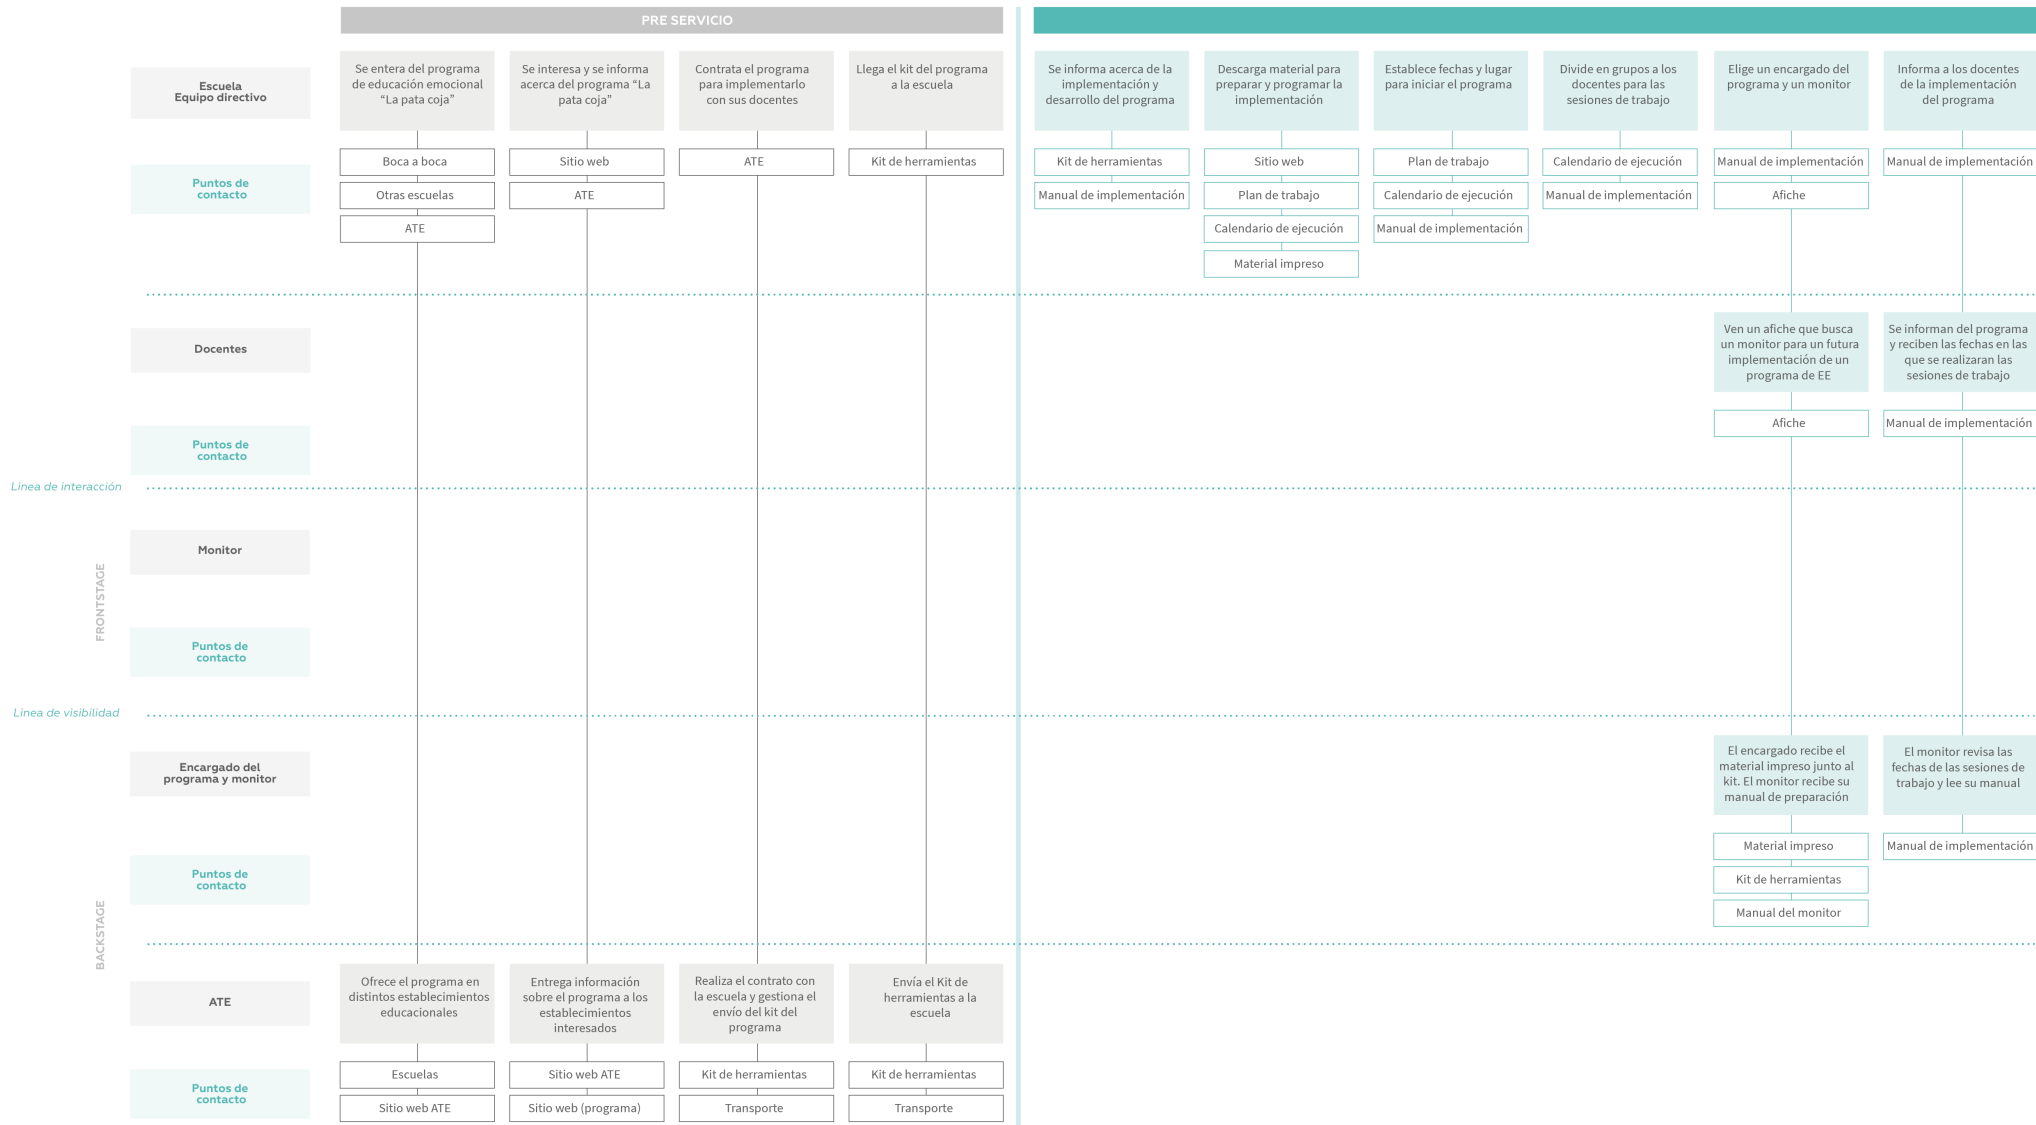 PRE SERVICIO
Escuela
Equipo directivo
Se entera del programa
de educación emocional
“La pata coja”
Se interesa y se informa
acerca del programa “La
pata coja”
Contrata el programa
para implementarlo
con sus docentes
Llega el kit del programa
a la escuela
Se informa acerca de la
implementación y
desarrollo del programa
Descarga material para
preparar y programar la
implementación
Establece fechas y lugar
para iniciar el programa
Divide en grupos a los
docentes para las
sesiones de trabajo
Elige un encargado del
programa y un monitor
Informa a los docentes
de la implementación
del programa
Puntos de
contacto
Boca a boca
Otras escuelas
ATE
Sitio web
ATE
ATE
Kit de herramientas
Kit de herramientas
Manual de implementación
Sitio web
Plan de trabajo
Calendario de ejecución
Material impreso
Plan de trabajo
Calendario de ejecución
Manual de implementación
Calendario de ejecución
Manual de implementación
Manual de implementación
Afiche
Manual de implementación
Docentes
Ven un afiche que busca
un monitor para un futura
implementación de un
programa de EE
Se informan del programa
y reciben las fechas en las
que se realizaran las
sesiones de trabajo
Puntos de
contacto
Afiche
Manual de implementación
Línea de interacción
FRONTSTAGE
Monitor
Puntos de
contacto
Línea de visibilidad
BACKSTAGE
Encargado del
programa y monitor
El encargado recibe el
material impreso junto al
kit. El monitor recibe su
manual de preparación
El monitor revisa las
fechas de las sesiones de
trabajo y lee su manual
Puntos de
contacto
Material impreso
Kit de herramientas
Manual del monitor
Manual de implementación
ATE
Ofrece el programa en
distintos establecimientos
educacionales
Entrega información
sobre el programa a los
establecimientos
interesados
Realiza el contrato con
la escuela y gestiona el
envío del kit del
programa
Envía el Kit de
herramientas a la
escuela
Puntos de
contacto
Escuelas
Sitio web ATE
Sitio web ATE
Sitio web (programa)
Kit de herramientas
Transporte
Kit de herramientas
Transporte